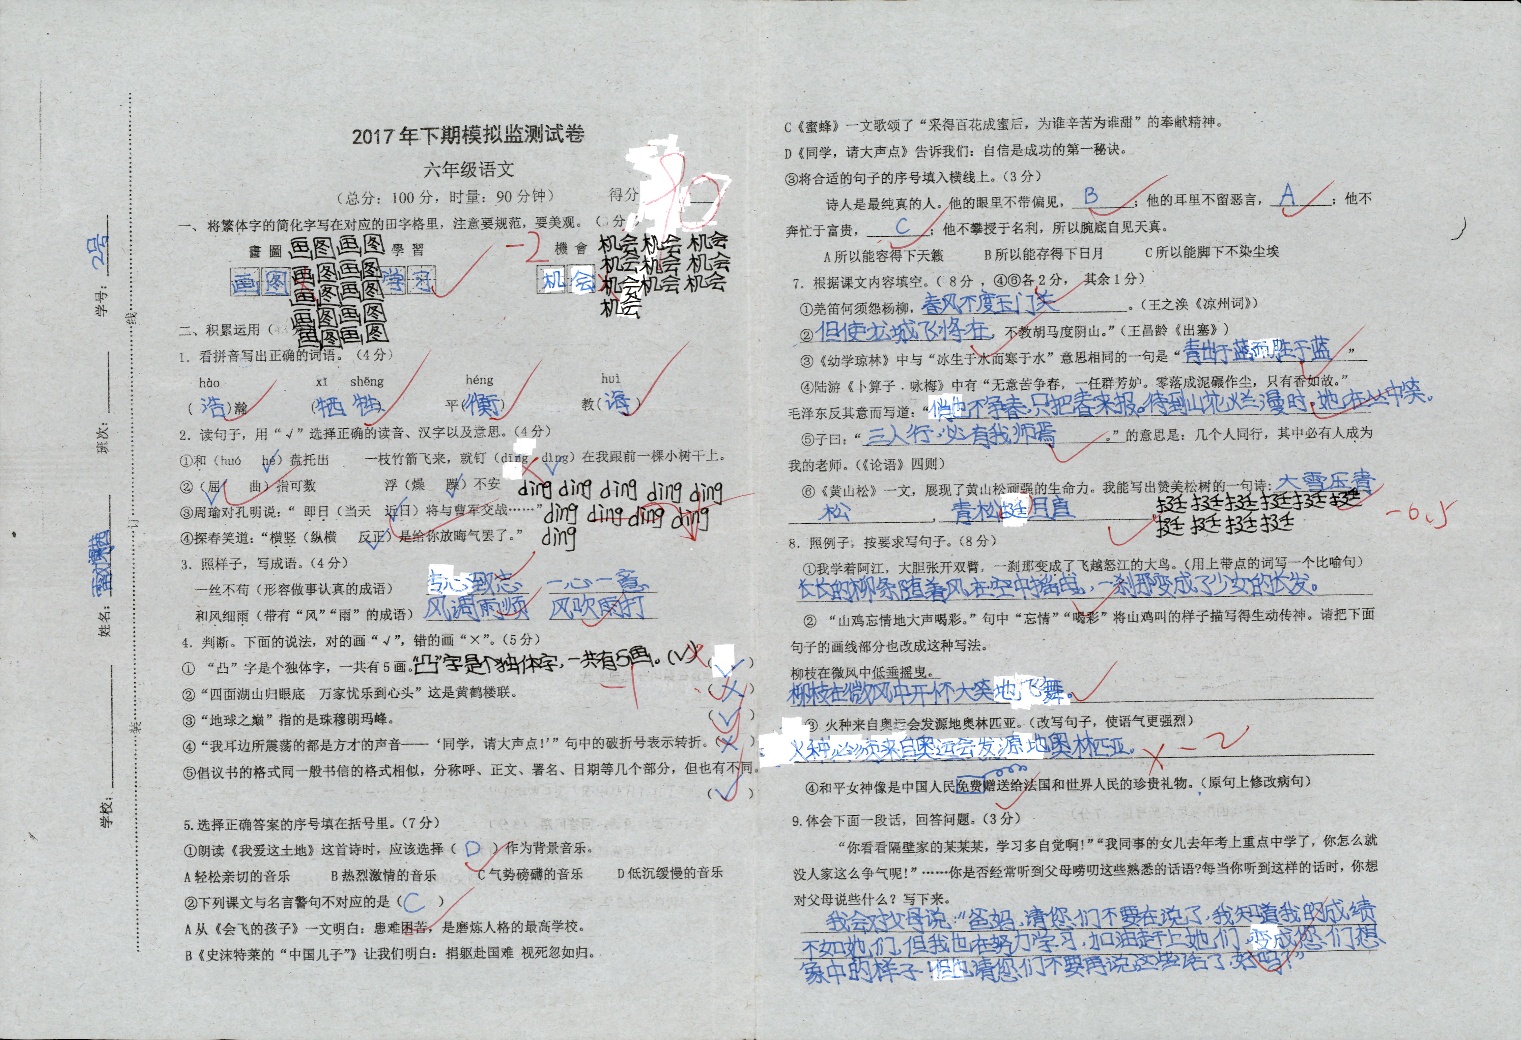 2017年下期模拟监测试卷
六年级语文
（总分：100分，时量：90分钟） 得分
一、将繁体字的简化字写在对应的田字格里，注意要规范，要美观。
畫 圖 學 習 機 會
画图画图 机会机会机会
画图画图 机会机会机会
画图画图 机会机会机会
画图画图 机会
画图画图
画 图 学 习 -2 机 会
二、积累运用
1．看拼音写出正确的词语。（4分）
hào xī shēng héng huì
（浩）瀚 （牺牲） 平（衡） 教（诲）
2．读句子，用“√”选择正确的读音、汉字以及意思。（4分）
①和（huó hé）盘托出 一枝竹箭飞来，就钉（dīng dìng）在我跟前一棵小树干上。
②（屈 曲）指可数 浮（燥 躁）不安
dìng dìng dìng dìng dìng
③周瑜对孔明说：“即日（当天 近日）将与曹军交战……”
dìng dìng dìng dìng
④探春笑道：“横竖（纵横 反正）是给你放晦气罢了。”
dìng
3．照样子，写成语。（4分）
一丝不苟（形容做事认真的成语） 专心致志 一心一意
和风细雨（带有“风”“雨”的成语） 风调雨顺 风吹雨打
4．判断。下面的说法，对的画“√”，错的画“×”。（5分）
①“凸”字是个独体字，一共有5画。“凸”字是个独体字，一共有5画。（√） （√）
-1
②“四面湖山归眼底 万家忧乐到心头”这是黄鹤楼联。 （×）
③“地球之巅”指的是珠穆朗玛峰。 （√）
④“我耳边所震荡的都是方才的声音——‘同学，请大声点！’”句中的破折号表示转折。（×）
⑤倡议书的格式同一般书信的格式相似，分称呼、正文、署名、日期等几个部分，但也有不同。
（√）
5.选择正确答案的序号填在括号里。（7分）
①朗读《我爱这土地》这首诗时，应该选择（D）作为背景音乐。
A轻松亲切的音乐 B热烈激情的音乐 C气势磅礴的音乐 D低沉缓慢的音乐
②下列课文与名言警句不对应的是（C）
A从《会飞的孩子》一文明白：患难困苦，是磨炼人格的最高学校。
B《史沫特莱的“中国儿子”》让我们明白：捐躯赴国难 视死忽如归。
学校： 姓名： 班次： 学号：2号
装 订 线
C《蜜蜂》一文歌颂了“采得百花成蜜后，为谁辛苦为谁甜”的奉献精神。
D《同学，请大声点》告诉我们：自信是成功的第一秘诀。
③将合适的句子的序号填入横线上。（3分）
诗人是最纯真的人。他的眼里不带偏见，B；他的耳里不留恶言，A；他不
奔忙于富贵，C；他不攀授于名利，所以腕底自见天真。
A所以能容得下天籁 B所以能存得下日月 C所以能脚下不染尘埃
7．根据课文内容填空。（8分，④⑥各2分，其余1分）
①羌笛何须怨杨柳，春风不度玉门关。（王之涣《凉州词》）
②但使龙城飞将在，不教胡马度阴山。”（王昌龄《出塞》）
③《幼学琼林》中与“冰生于水而寒于水”意思相同的一句是“青出于蓝而胜于蓝”
④陆游《卜算子．咏梅》中有“无意苦争春，一任群芳妒。零落成泥碾作尘，只有香如故。”
毛泽东反其意而写道：“俏也不争春，只把春来报。待到山花烂漫时，她在丛中笑。
⑤子曰：“三人行，必有我师焉。”的意思是：几个人同行，其中必有人成为
我的老师。（《论语》四则）
⑥《黄山松》一文，展现了黄山松顽强的生命力。我能写出赞美松树的一句诗：大雪压青
松，青松挺且直
挺挺挺挺挺挺
挺挺挺挺
-0.5
8．照例子，按要求写句子。（8分）
①我学着阿江，大胆张开双臂，一刹那变成了飞越怒江的大鸟。（用上带点的词写一个比喻句）
长长的柳条随着风在空中摇曳，一刹那变成了少女的长发。
②“山鸡忘情地大声喝彩。”句中“忘情”“喝彩”将山鸡叫的样子描写得生动传神。请把下面
句子的画线部分也改成这种写法。
柳枝在微风中低垂摇曳。
柳枝在微风中开怀大笑地飞舞。
③ 火种来自奥运会发源地奥林匹亚。（改写句子，使语气更强烈）
火种必须来自奥运会发源地奥林匹亚。 ×-2
④和平女神像是中国人民免费赠送给法国和世界人民的珍贵礼物。（原句上修改病句）
9.体会下面一段话，回答问题。（3分）
“你看看隔壁家的某某某，学习多自觉啊！”“我同事的女儿去年考上重点中学了，你怎么就
没人家这么争气呢！”……你是否经常听到父母唠叨这些熟悉的话语？每当你听到这样的话时，你想
对父母说些什么？写下来。
我会对父母说：“爸妈，请您们不要在说了，我知道我的成绩
不如她们，但我也在努力学习，加油赶上她们，变成您们想
象中的样子！但也请您们不要再说这些话了，好吗？”